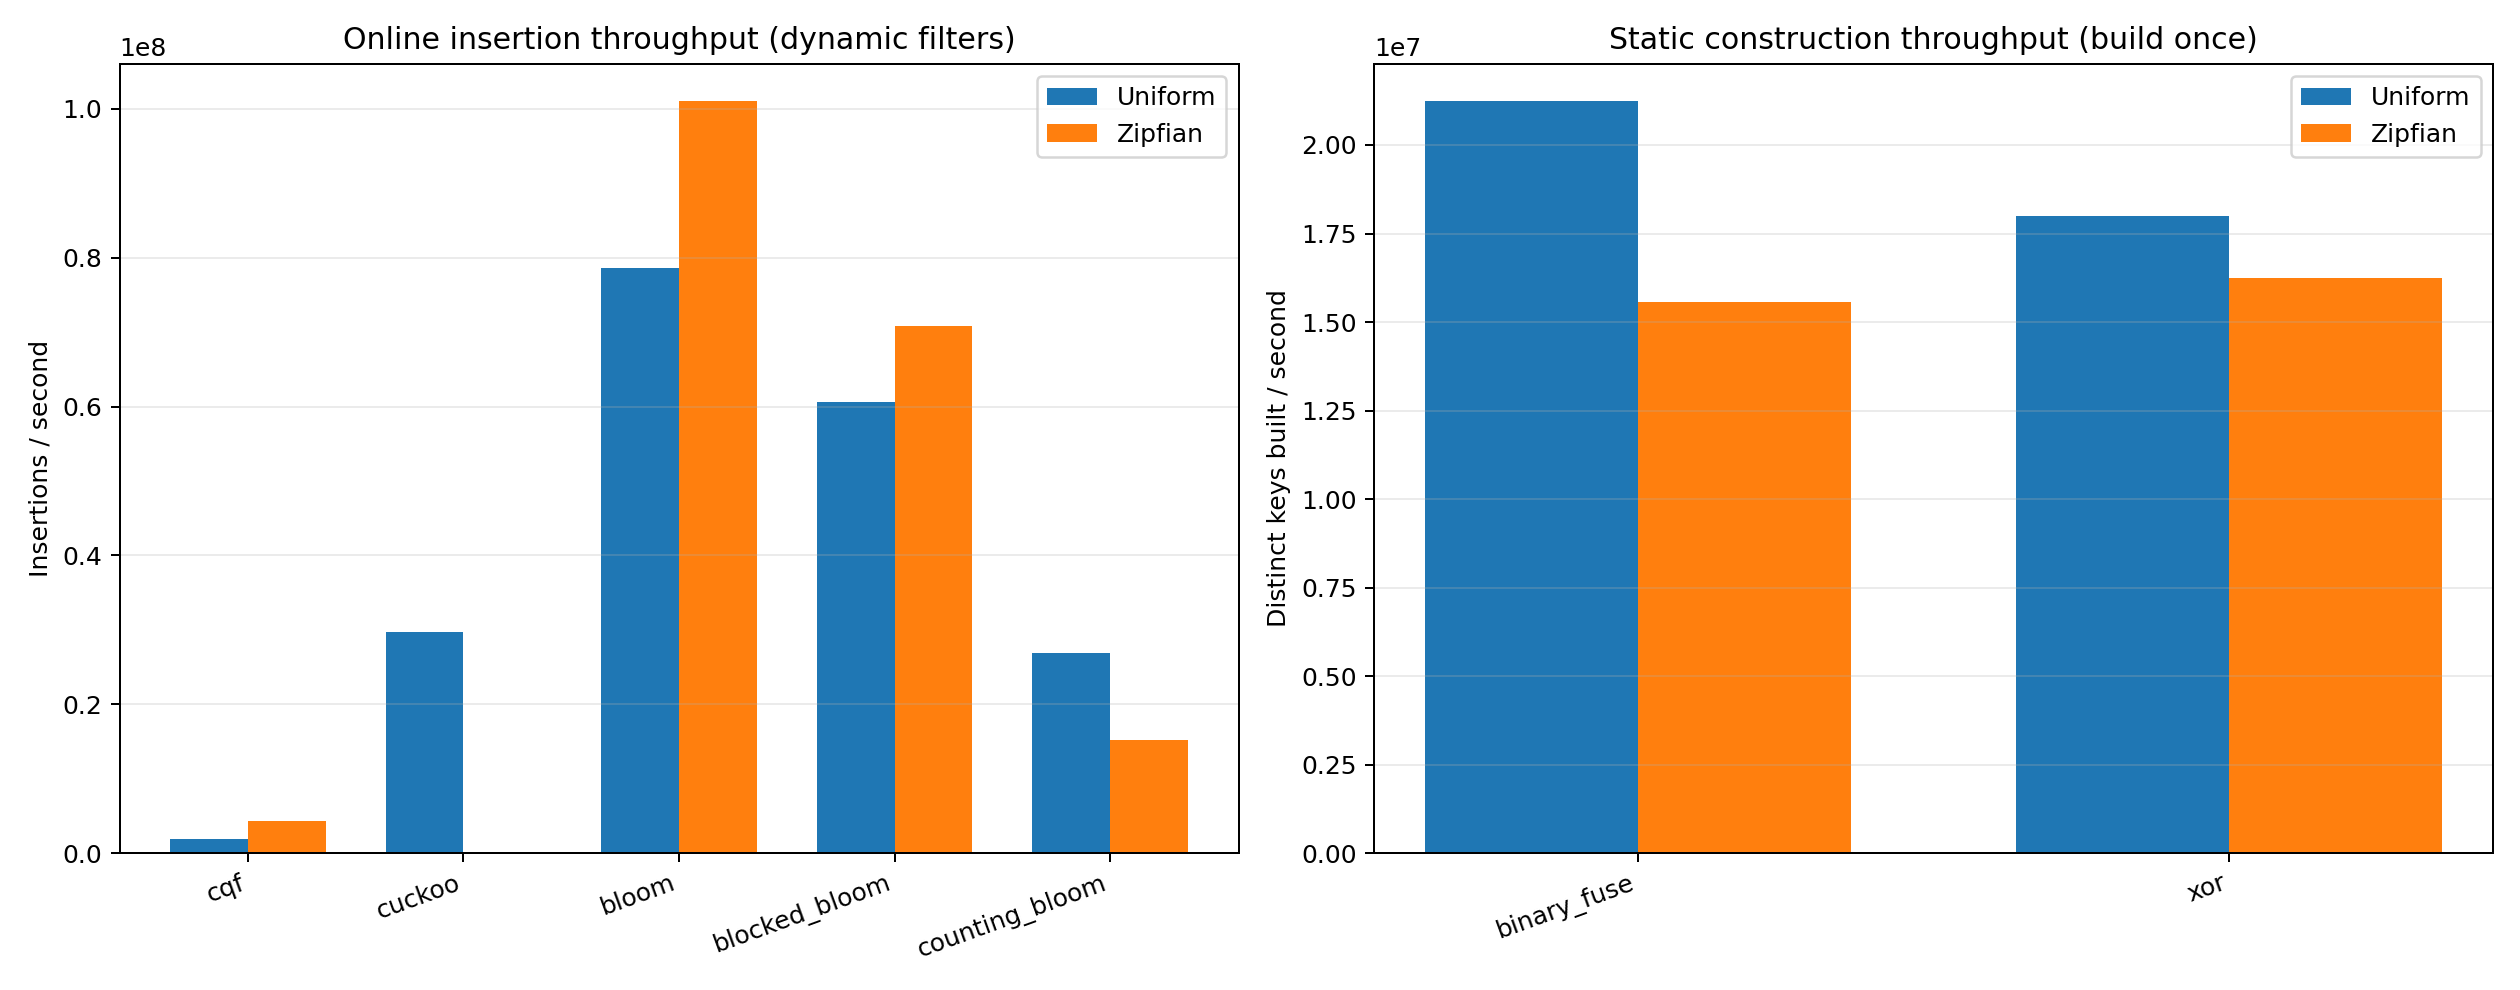 Online insertion throughput (dynamic filters)
1e8
Insertions / second
1.0
0.8
0.6
0.4
0.2
0.0
Uniform
Zipfian
cqf
cuckoo
bloom
blocked_bloom
counting_bloom
Static construction throughput (build once)
1e7
Distinct keys built / second
2.00
1.75
1.50
1.25
1.00
0.75
0.50
0.25
0.00
Uniform
Zipfian
binary_fuse
xor